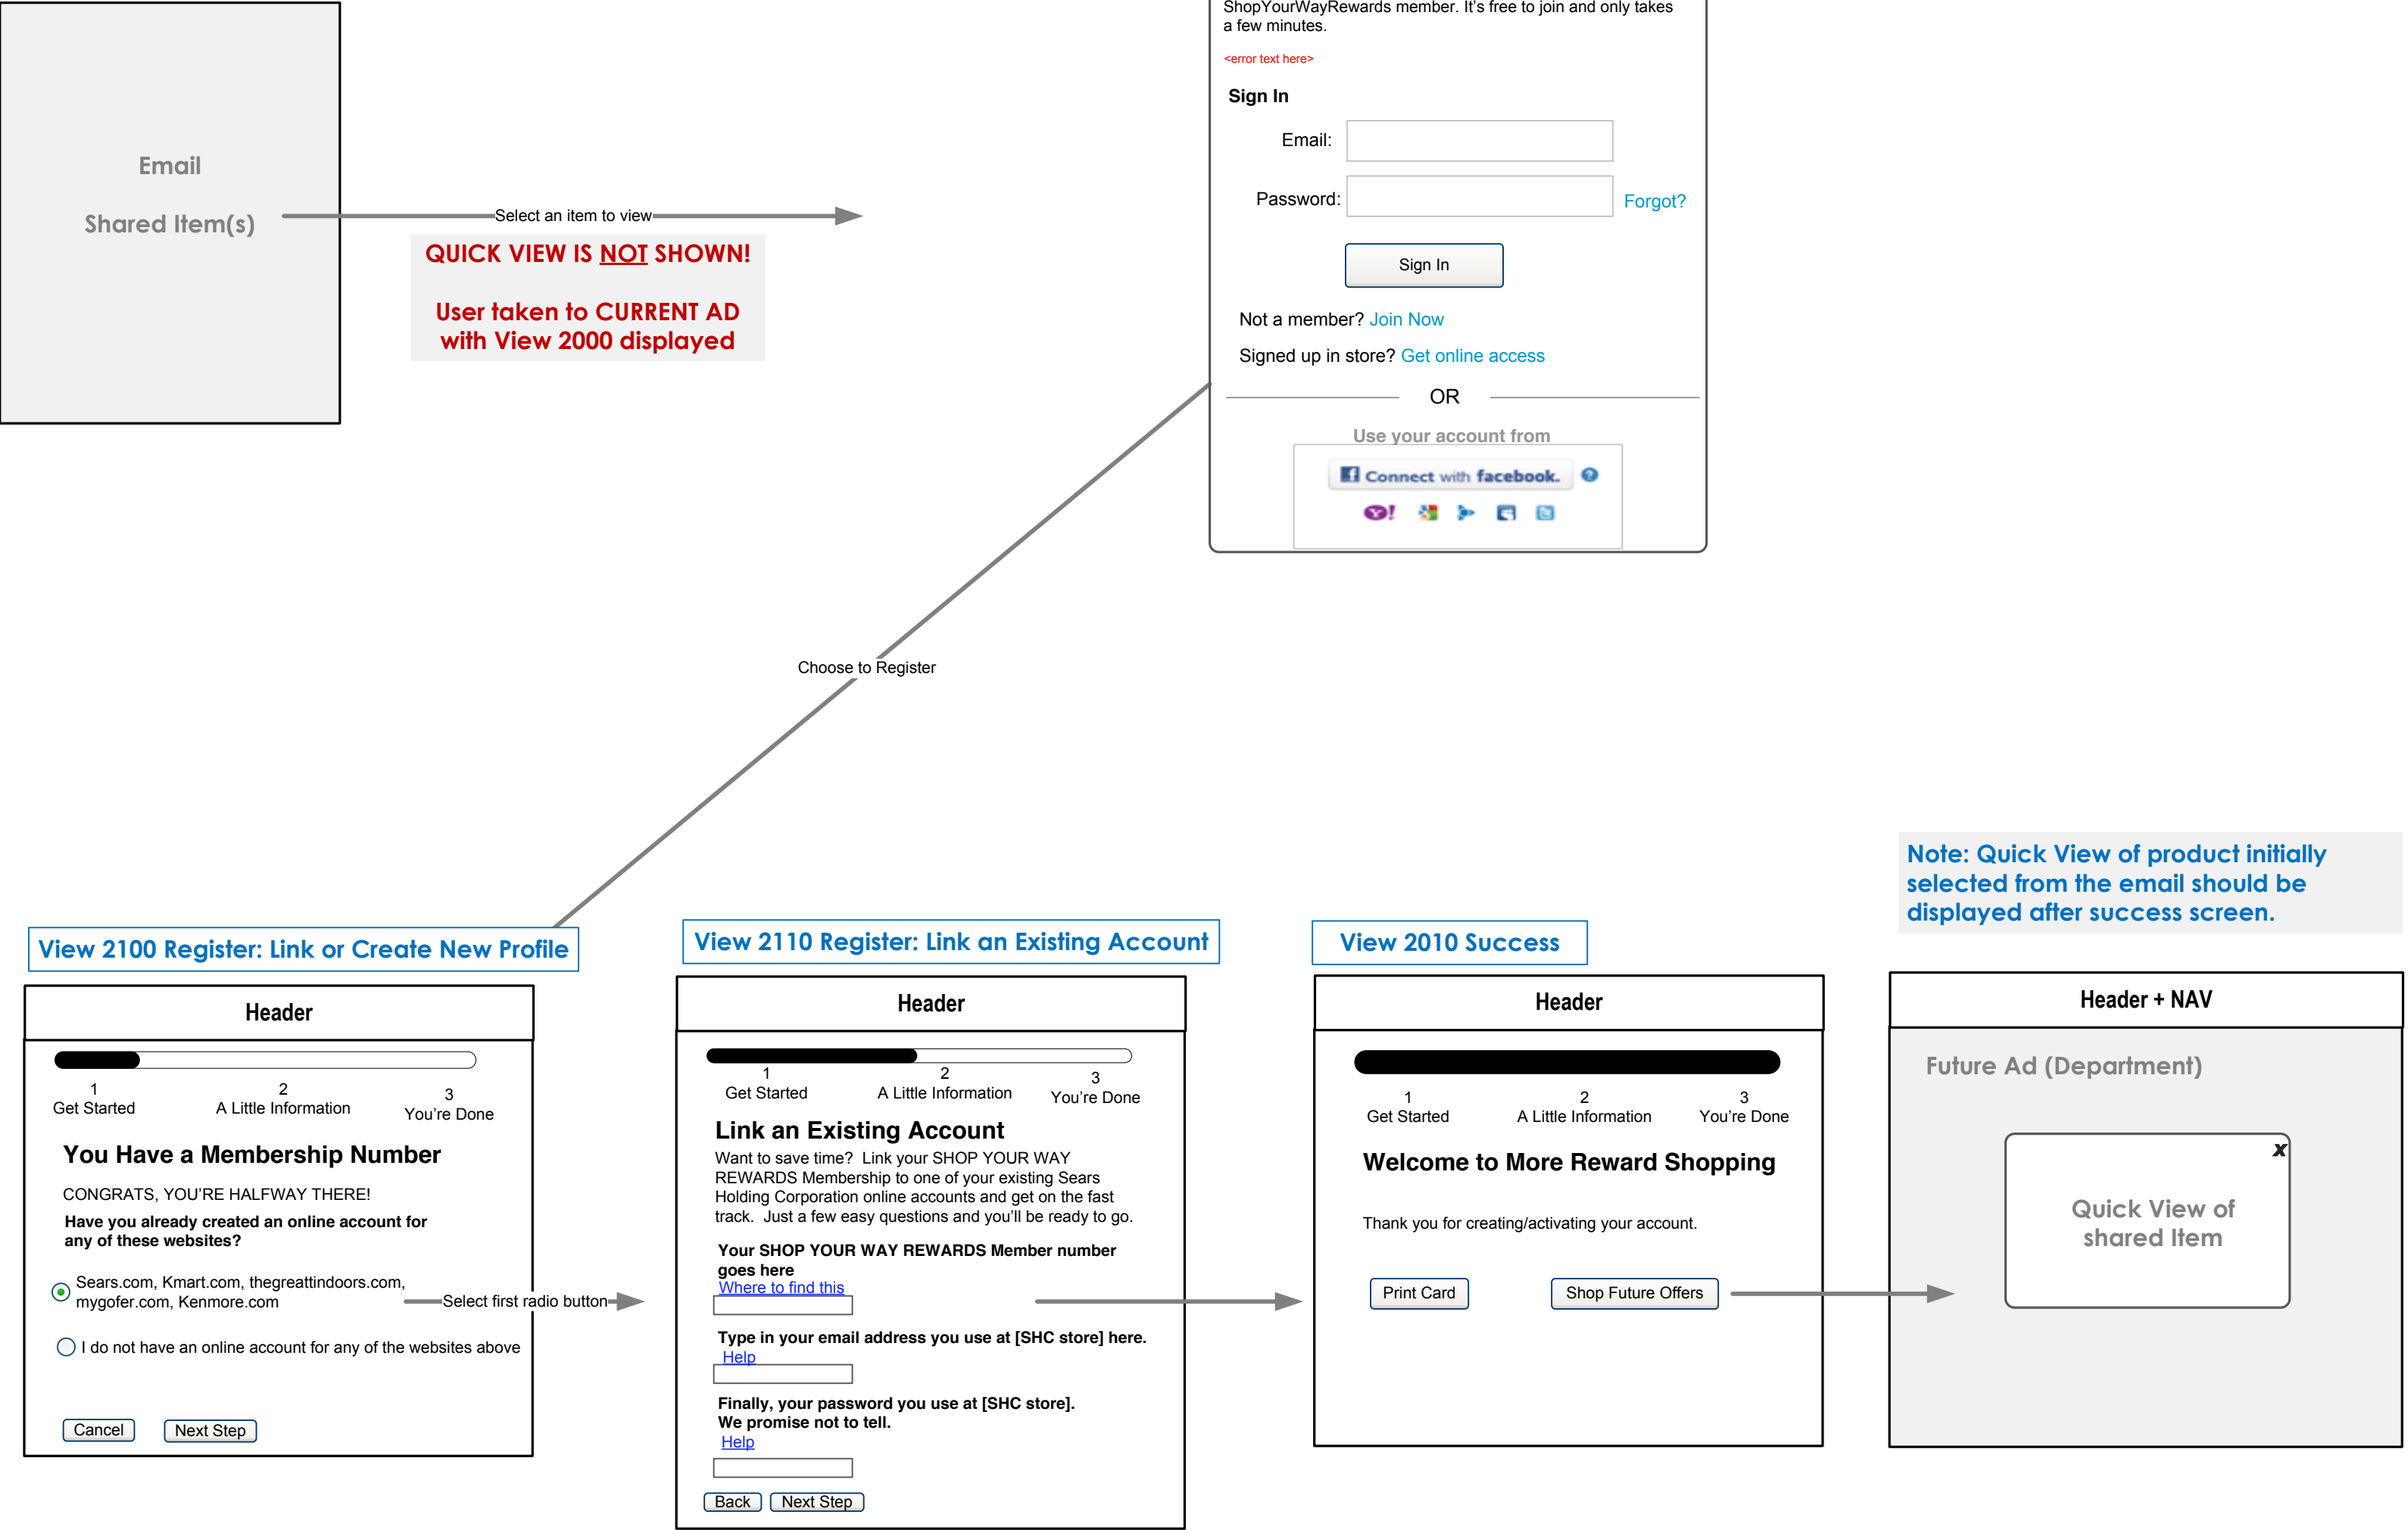 ShopYourWayRewards member. It's free to join and only takes
a few minutes.
<error text here>
Sign In
Email:
Password:
Forgot?
Sign In
Not a member? Join Now
Signed up in store? Get online access
OR
Use your account from
Connect with facebook.
Email
Shared Item(s)
Select an item to view
QUICK VIEW IS NOT SHOWN!
User taken to CURRENT AD
with View 2000 displayed
Choose to Register
Note: Quick View of product initially
selected from the email should be
displayed after success screen.
View 2100 Register: Link or Create New Profile
Header
1
Get Started
2
A Little Information
3
You're Done
You Have a Membership Number
CONGRATS, YOU'RE HALFWAY THERE!
Have you already created an online account for
any of these websites?
Sears.com, Kmart.com, thegreattindoors.com,
mygofer.com, Kenmore.com
I do not have an online account for any of the websites above
Cancel
Next Step
Select first radio button
View 2110 Register: Link an Existing Account
Header
1
Get Started
2
A Little Information
3
You're Done
Link an Existing Account
Want to save time?  Link your SHOP YOUR WAY
REWARDS Membership to one of your existing Sears
Holding Corporation online accounts and get on the fast
track.  Just a few easy questions and you'll be ready to go.
Your SHOP YOUR WAY REWARDS Member number
goes here
Where to find this
Type in your email address you use at [SHC store] here.
Help
Finally, your password you use at [SHC store].
We promise not to tell.
Help
Back
Next Step
View 2010 Success
Header
1
Get Started
2
A Little Information
3
You're Done
Welcome to More Reward Shopping
Thank you for creating/activating your account.
Print Card
Shop Future Offers
Header + NAV
Future Ad (Department)
x
Quick View of
shared Item